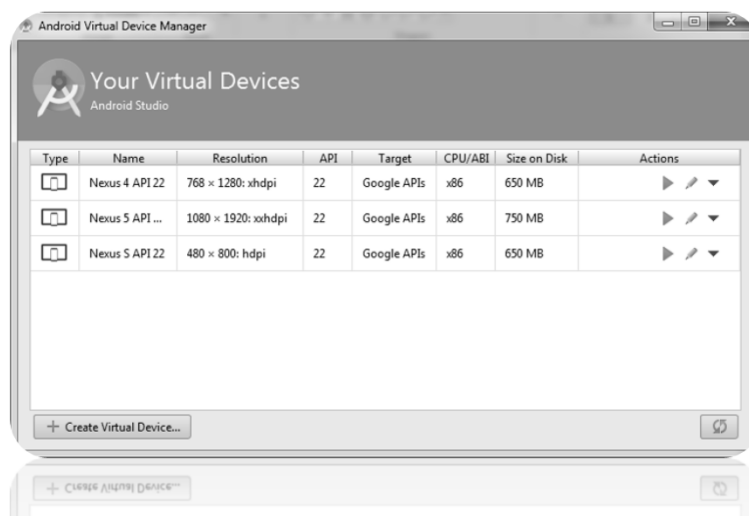 Android Virtual Device Manager
Your Virtual Devices
Android Studio
Type Name Resolution API Target CPU/ABI Size on Disk Actions
Nexus 4 API 22 768 × 1280: xhdpi 22 Google APIs x86 650 MB
Nexus 5 API ... 1080 × 1920: xxhdpi 22 Google APIs x86 750 MB
Nexus S API 22 480 × 800: hdpi 22 Google APIs x86 650 MB
Create Virtual Device...
Create Virtual Device...